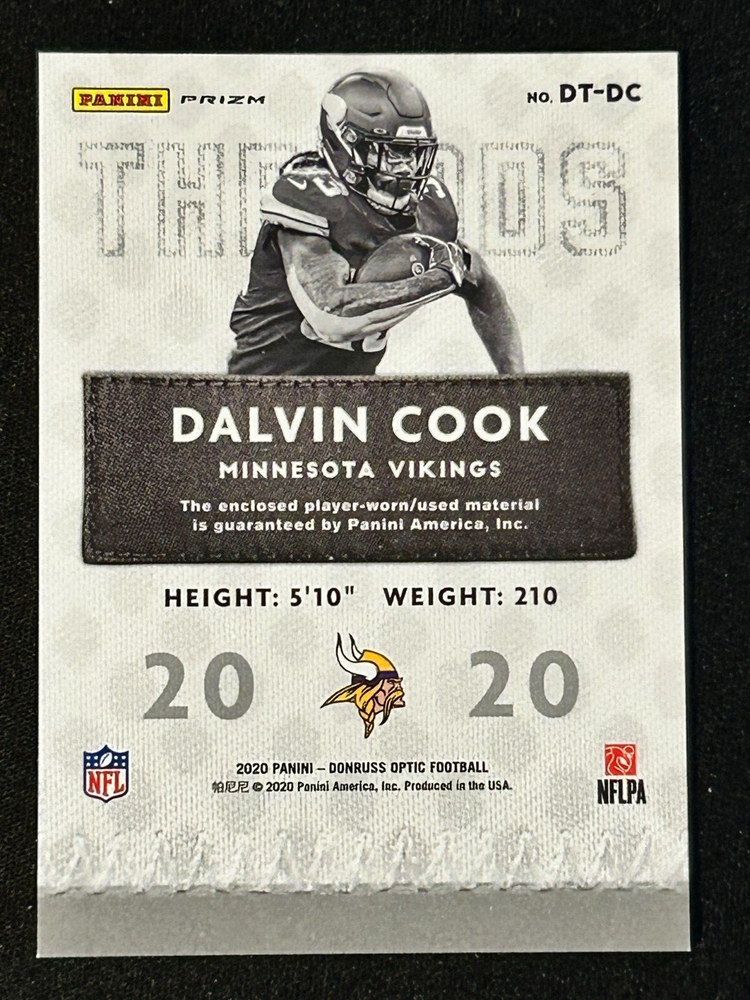 PANINI PRIZM
NO. DT-DC
THREADS
DALVIN COOK
MINNESOTA VIKINGS
The enclosed player-worn/used material
is guaranteed by Panini America, Inc.
HEIGHT: 5'10" WEIGHT: 210
20 20
NFL
NFLPA
2020 PANINI – DONRUSS OPTIC FOOTBALL
帕尼尼 © 2020 Panini America, Inc. Produced in the USA.